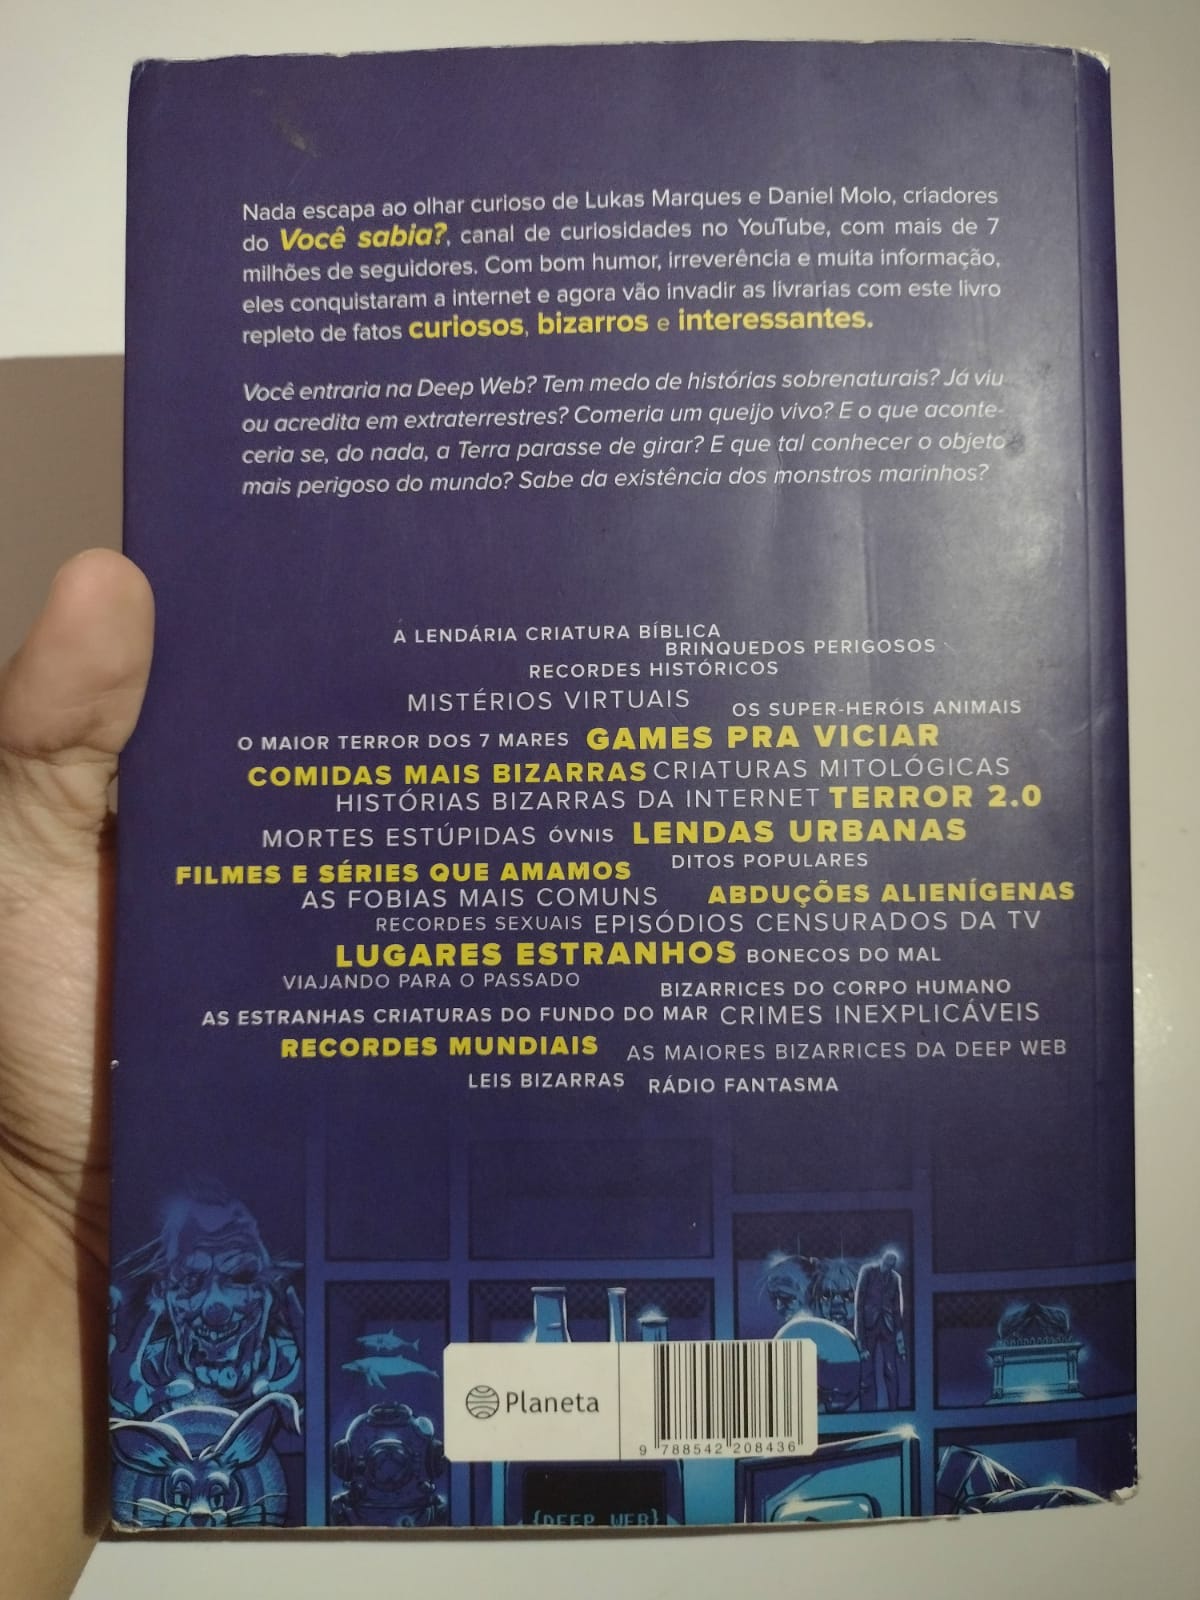 Nada escapa ao olhar curioso de Lukas Marques e Daniel Molo, criadores
do Você sabia?, canal de curiosidades no YouTube, com mais de 7
milhões de seguidores. Com bom humor, irreverência e muita informação,
eles conquistaram a internet e agora vão invadir as livrarias com este livro
repleto de fatos curiosos, bizarros e interessantes.
Você entraria na Deep Web? Tem medo de histórias sobrenaturais? Já viu
ou acredita em extraterrestres? Comeria um queijo vivo? E o que aconte-
ceria se, do nada, a Terra parasse de girar? E que tal conhecer o objeto
mais perigoso do mundo? Sabe da existência dos monstros marinhos?
A LENDÁRIA CRIATURA BÍBLICA
BRINQUEDOS PERIGOSOS
RECORDES HISTÓRICOS
MISTÉRIOS VIRTUAIS OS SUPER-HERÓIS ANIMAIS
O MAIOR TERROR DOS 7 MARES GAMES PRA VICIAR
COMIDAS MAIS BIZARRAS CRIATURAS MITOLÓGICAS
HISTÓRIAS BIZARRAS DA INTERNET TERROR 2.0
MORTES ESTÚPIDAS ÓVNIS LENDAS URBANAS
FILMES E SÉRIES QUE AMAMOS DITOS POPULARES
AS FOBIAS MAIS COMUNS ABDUÇÕES ALIENÍGENAS
RECORDES SEXUAIS EPISÓDIOS CENSURADOS DA TV
LUGARES ESTRANHOS BONECOS DO MAL
VIAJANDO PARA O PASSADO BIZARRICES DO CORPO HUMANO
AS ESTRANHAS CRIATURAS DO FUNDO DO MAR CRIMES INEXPLICÁVEIS
RECORDES MUNDIAIS AS MAIORES BIZARRICES DA DEEP WEB
LEIS BIZARRAS RÁDIO FANTASMA
Planeta
9 788542 208436
{DEEP WEB}